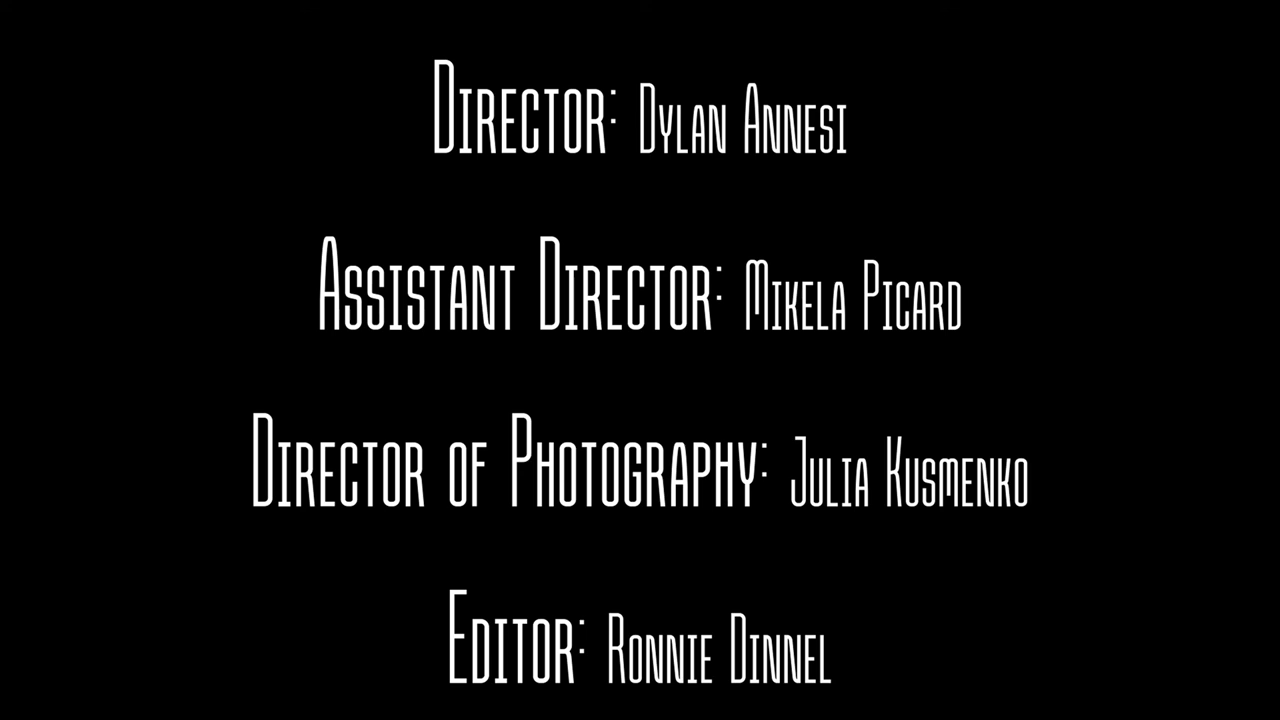 Director: Dylan Annesi
Assistant Director: Mikela Picard
Director of Photography: Julia Kusmenko
Editor: Ronnie Dinnel